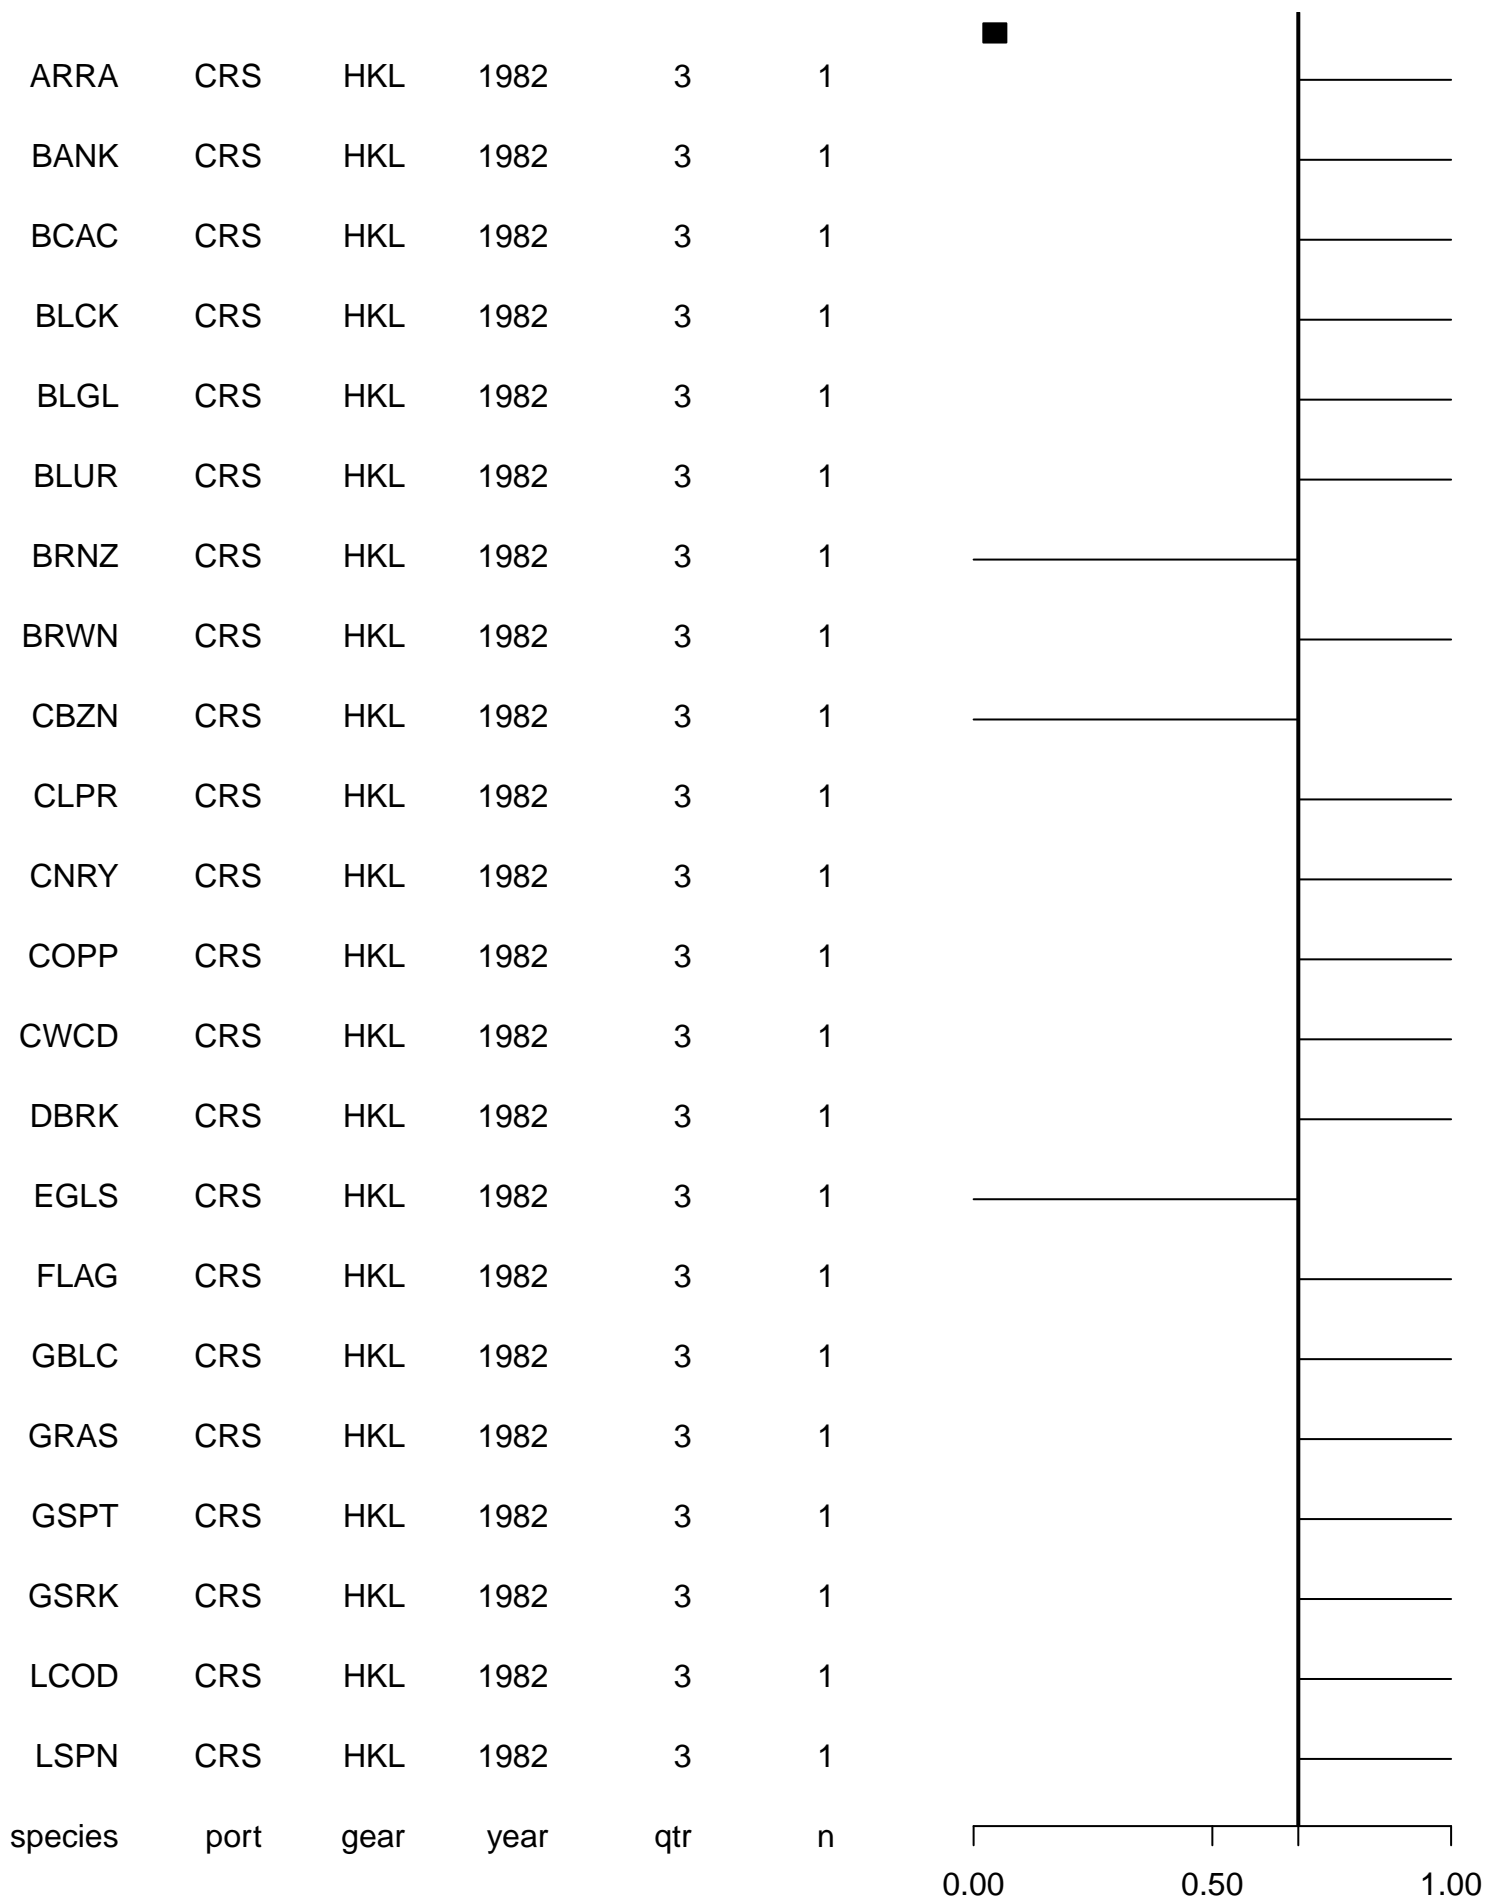 ARRA CRS HKL 1982 3 1
BANK CRS HKL 1982 3 1
BCAC CRS HKL 1982 3 1
BLCK CRS HKL 1982 3 1
BLGL CRS HKL 1982 3 1
BLUR CRS HKL 1982 3 1
BRNZ CRS HKL 1982 3 1
BRWN CRS HKL 1982 3 1
CBZN CRS HKL 1982 3 1
CLPR CRS HKL 1982 3 1
CNRY CRS HKL 1982 3 1
COPP CRS HKL 1982 3 1
CWCD CRS HKL 1982 3 1
DBRK CRS HKL 1982 3 1
EGLS CRS HKL 1982 3 1
FLAG CRS HKL 1982 3 1
GBLC CRS HKL 1982 3 1
GRAS CRS HKL 1982 3 1
GSPT CRS HKL 1982 3 1
GSRK CRS HKL 1982 3 1
LCOD CRS HKL 1982 3 1
LSPN CRS HKL 1982 3 1
species port gear year qtr n
0.00 0.50 1.00